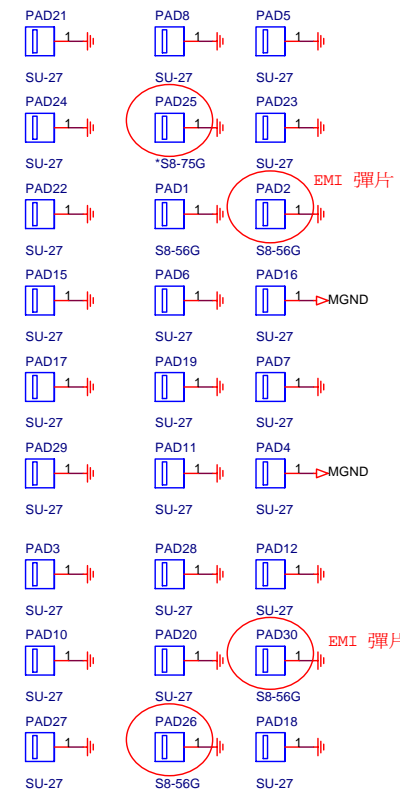 PAD21 PAD8 PAD5
1 1 1
SU-27 SU-27 SU-27
PAD24 PAD25 PAD23
1 1 1
SU-27 *S8-75G SU-27
EMI 彈片
PAD22 PAD1 PAD2
1 1 1
SU-27 S8-56G S8-56G
PAD15 PAD6 PAD16
1 1 1 MGND
SU-27 SU-27 SU-27
PAD17 PAD19 PAD7
1 1 1
SU-27 SU-27 SU-27
PAD29 PAD11 PAD4
1 1 1 MGND
SU-27 SU-27 SU-27
PAD3 PAD28 PAD12
1 1 1
SU-27 SU-27 SU-27
PAD10 PAD20 PAD30 EMI 彈片
1 1 1
SU-27 SU-27 S8-56G
PAD27 PAD26 PAD18
1 1 1
SU-27 S8-56G SU-27